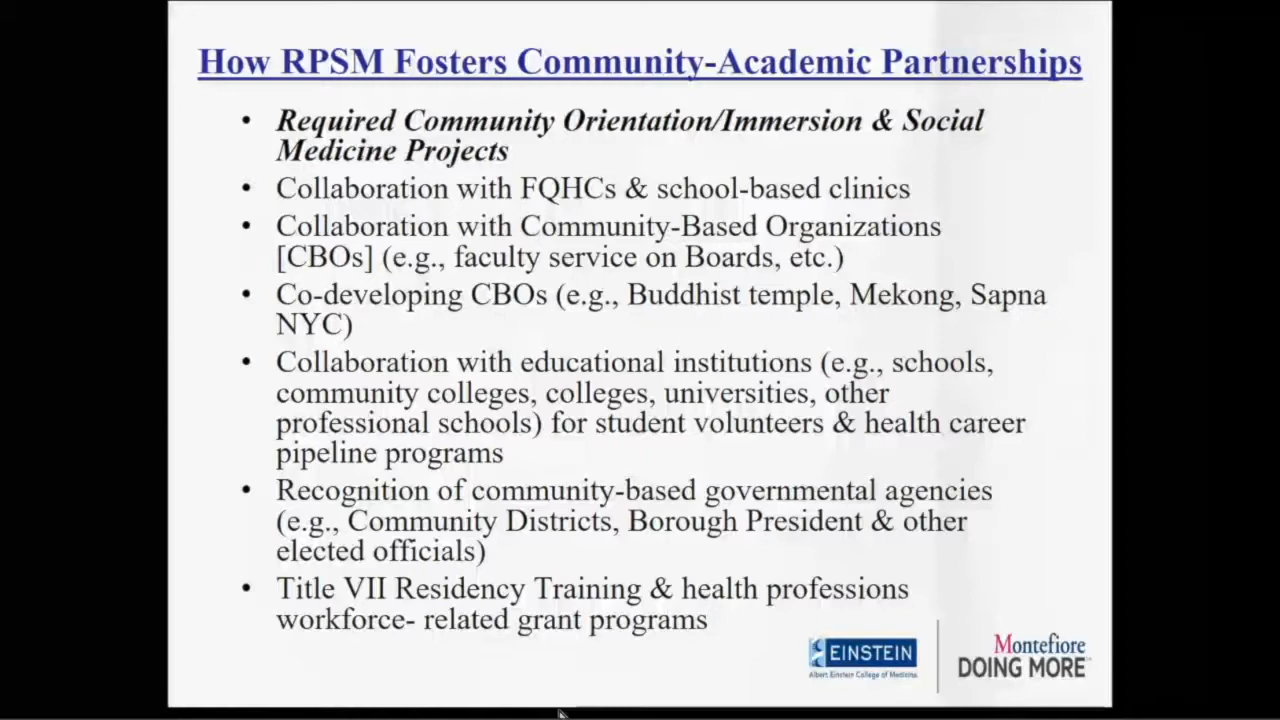 How RPSM Fosters Community-Academic Partnerships
• Required Community Orientation/Immersion & Social
Medicine Projects
• Collaboration with FQHCs & school-based clinics
• Collaboration with Community-Based Organizations
[CBOs] (e.g., faculty service on Boards, etc.)
• Co-developing CBOs (e.g., Buddhist temple, Mekong, Sapna
NYC)
• Collaboration with educational institutions (e.g., schools,
community colleges, colleges, universities, other
professional schools) for student volunteers & health career
pipeline programs
• Recognition of community-based governmental agencies
(e.g., Community Districts, Borough President & other
elected officials)
• Title VII Residency Training & health professions
workforce- related grant programs
EINSTEIN
Albert Einstein College of Medicine
Montefiore
DOING MORE